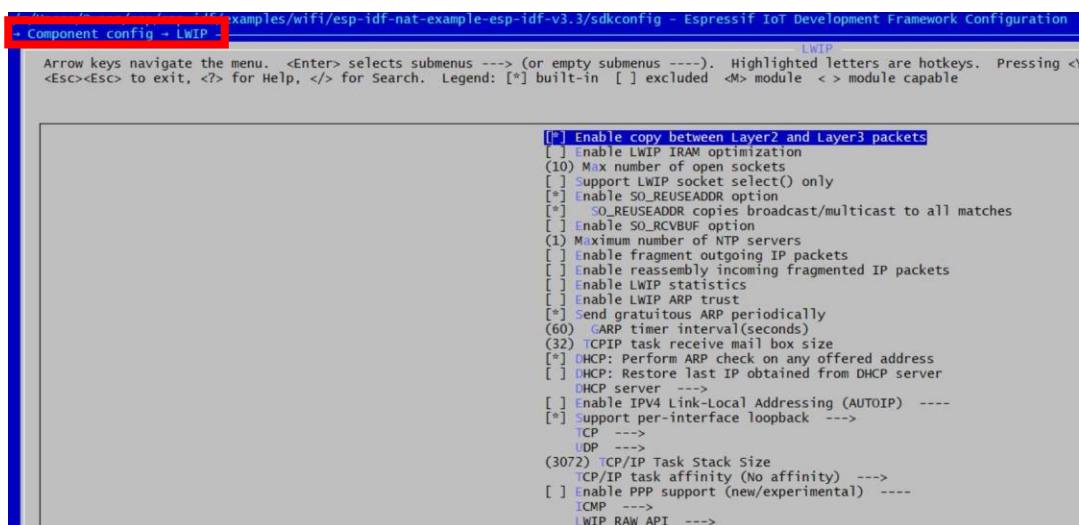 examples/wifi/esp-idf-nat-example-esp-idf-v3.3/sdkconfig - Espressif IoT Development Framework Configuration
→ Component config → LWIP
LWIP
Arrow keys navigate the menu. <Enter> selects submenus ---> (or empty submenus ----). Highlighted letters are hotkeys. Pressing <Y
<Esc><Esc> to exit, <?> for Help, </> for Search. Legend: [*] built-in [ ] excluded <M> module < > module capable
[*] Enable copy between Layer2 and Layer3 packets
[ ] Enable LWIP IRAM optimization
(10) Max number of open sockets
[ ] Support LWIP socket select() only
[*] Enable SO_REUSEADDR option
[*] SO_REUSEADDR copies broadcast/multicast to all matches
[ ] Enable SO_RCVBUF option
(1) Maximum number of NTP servers
[ ] Enable fragment outgoing IP packets
[ ] Enable reassembly incoming fragmented IP packets
[ ] Enable LWIP statistics
[ ] Enable LWIP ARP trust
[*] Send gratuitous ARP periodically
(60) GARP timer interval(seconds)
(32) TCPIP task receive mail box size
[*] DHCP: Perform ARP check on any offered address
[ ] DHCP: Restore last IP obtained from DHCP server
DHCP server --->
[ ] Enable IPV4 Link-Local Addressing (AUTOIP) ----
[*] Support per-interface loopback --->
TCP --->
UDP --->
(3072) TCP/IP Task Stack Size
TCP/IP task affinity (No affinity) --->
[ ] Enable PPP support (new/experimental) ----
ICMP --->
LWIP RAW API --->